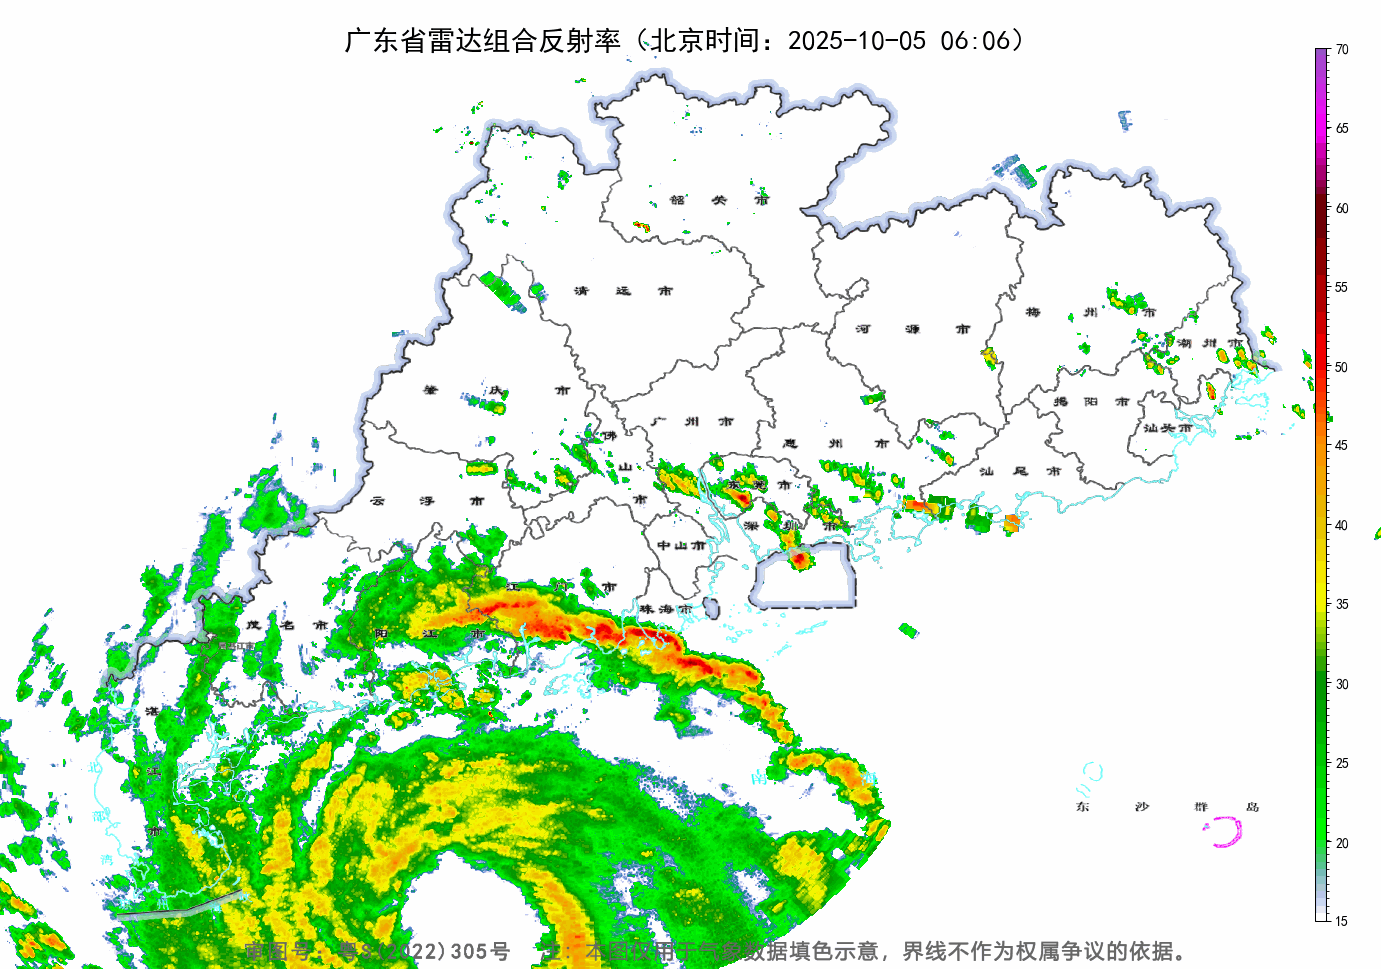 广东省雷达组合反射率（北京时间：2025-10-05 06:06）
70
65
60
55
50
45
40
35
30
25
20
15
韶关市
清远市
河源市
梅州市
潮州市
肇庆市
广州市
惠州市
揭阳市
汕头市
佛山市
云浮市
东莞市
汕尾市
深圳市
中山市
江门市
珠海市
茂名市
阳江市
湛江市
南海
北部湾
东沙群岛
审图号：粤S(2022)305号 注：本图仅用于气象数据填色示意，界线不作为权属争议的依据。